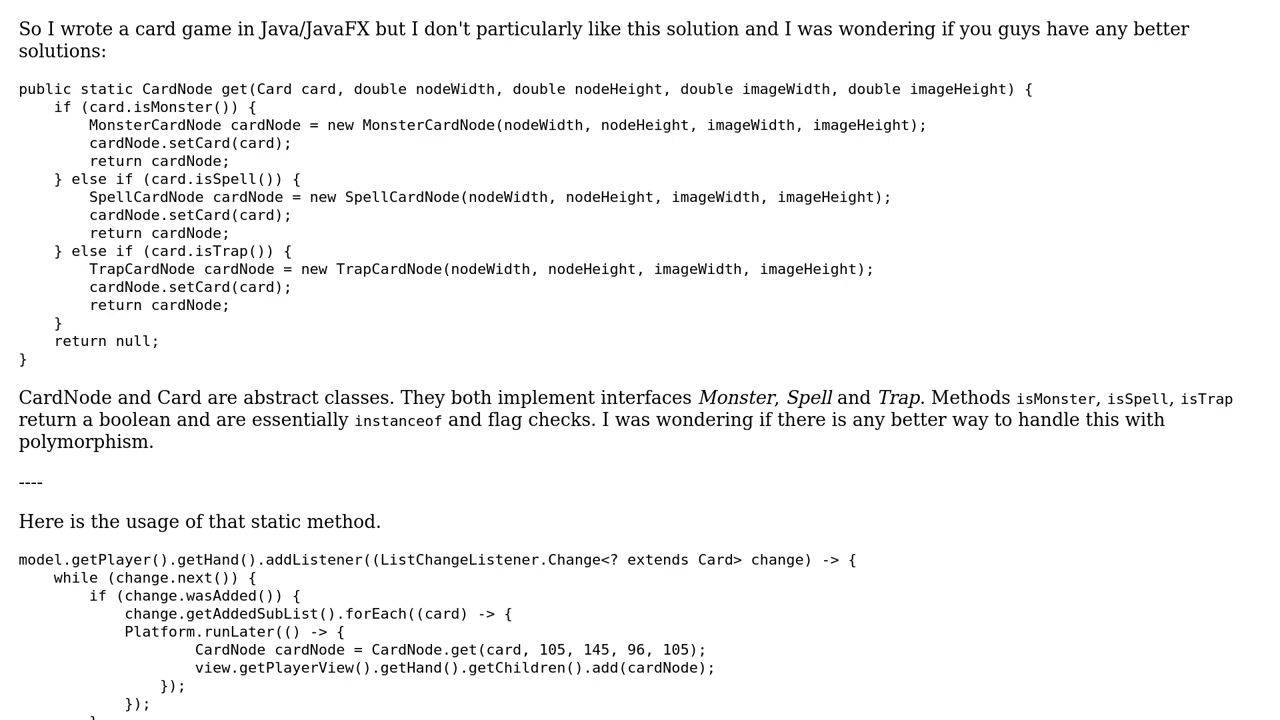 So I wrote a card game in Java/JavaFX but I don't particularly like this solution and I was wondering if you guys have any better
solutions:
public static CardNode get(Card card, double nodeWidth, double nodeHeight, double imageWidth, double imageHeight) {
    if (card.isMonster()) {
        MonsterCardNode cardNode = new MonsterCardNode(nodeWidth, nodeHeight, imageWidth, imageHeight);
        cardNode.setCard(card);
        return cardNode;
    } else if (card.isSpell()) {
        SpellCardNode cardNode = new SpellCardNode(nodeWidth, nodeHeight, imageWidth, imageHeight);
        cardNode.setCard(card);
        return cardNode;
    } else if (card.isTrap()) {
        TrapCardNode cardNode = new TrapCardNode(nodeWidth, nodeHeight, imageWidth, imageHeight);
        cardNode.setCard(card);
        return cardNode;
    }
    return null;
}
CardNode and Card are abstract classes. They both implement interfaces Monster, Spell and Trap. Methods isMonster, isSpell, isTrap
return a boolean and are essentially instanceof and flag checks. I was wondering if there is any better way to handle this with
polymorphism.
----
Here is the usage of that static method.
model.getPlayer().getHand().addListener((ListChangeListener.Change<? extends Card> change) -> {
    while (change.next()) {
        if (change.wasAdded()) {
            change.getAddedSubList().forEach((card) -> {
            Platform.runLater(() -> {
                    CardNode cardNode = CardNode.get(card, 105, 145, 96, 105);
                    view.getPlayerView().getHand().getChildren().add(cardNode);
                });
            });